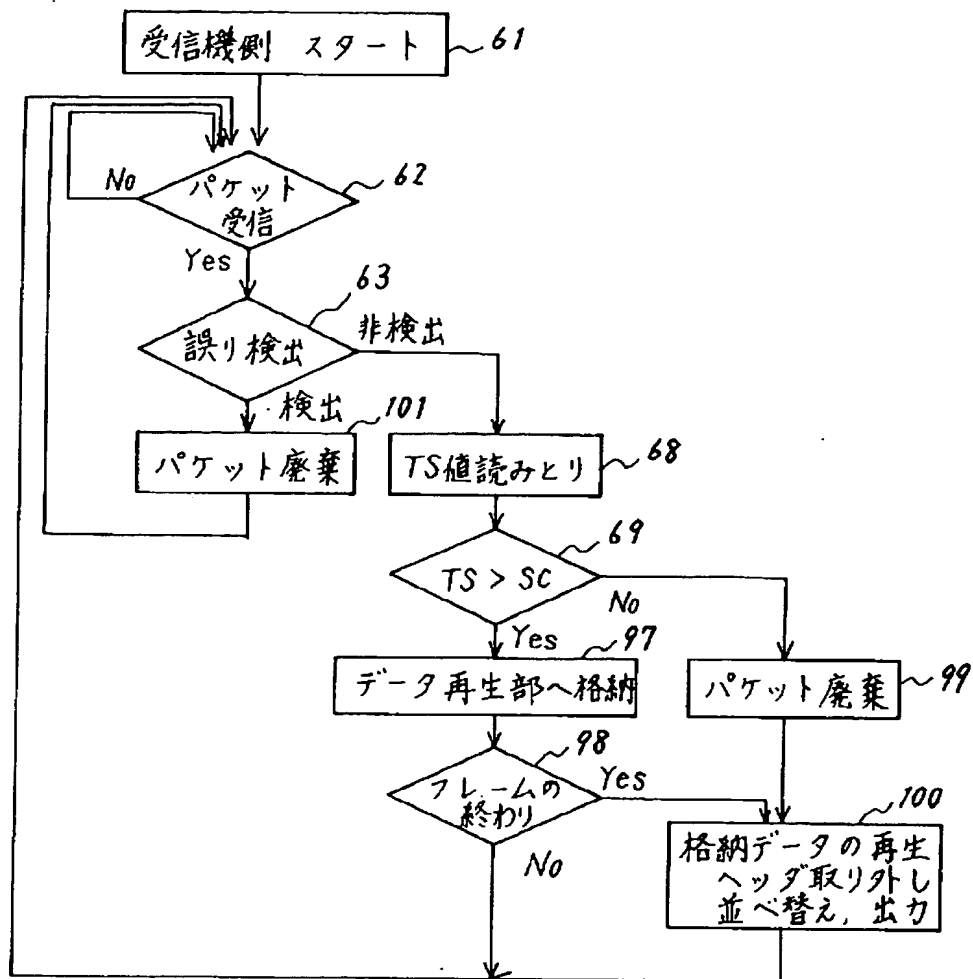 受信機側 スタート
61
パケット
受信
62
No
Yes
63
誤り検出
非検出
検出
101
パケット廃棄
TS値読みとり
68
69
TS > SC
No
Yes
97
データ再生部へ格納
パケット廃棄
99
98
フレームの
終わり
Yes
No
100
格納データの再生
ヘッダ取り外し
並べ替え, 出力